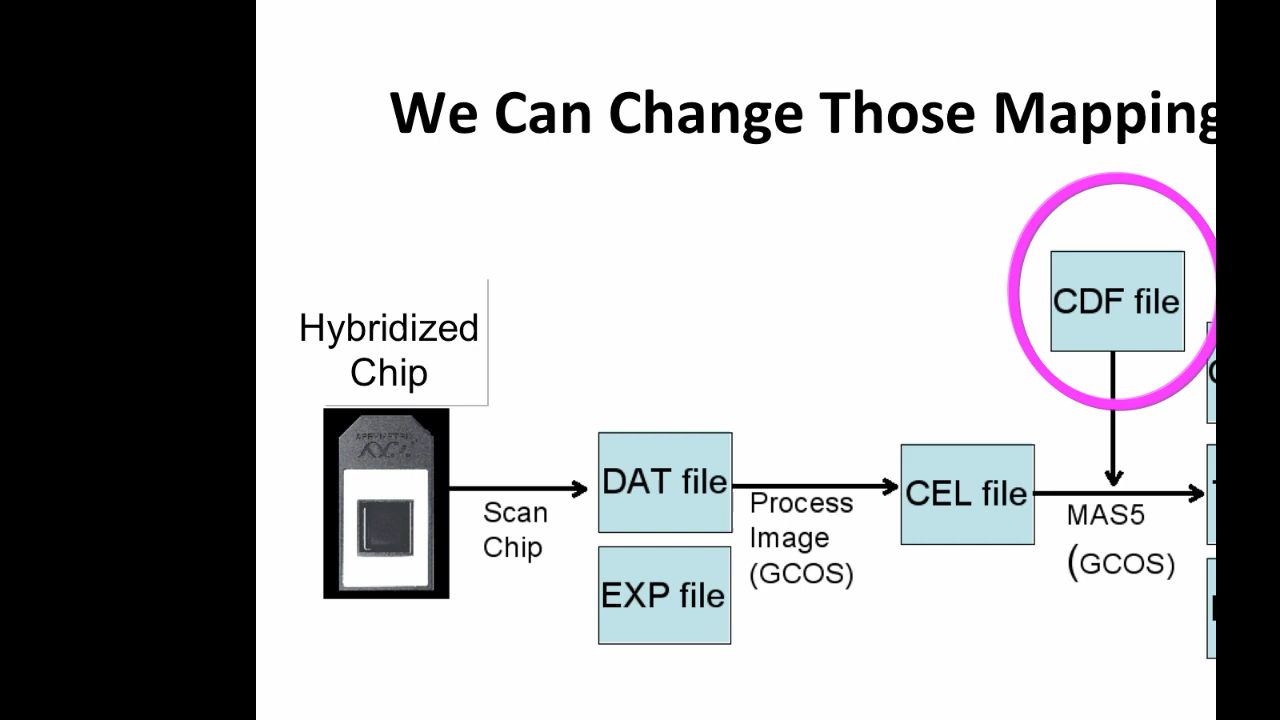 We Can Change Those Mapping
CDF file
Hybridized
Chip
AFFYMETRIX
DAT file
CEL file
Scan
Chip
Process
Image
(GCOS)
MAS5
(GCOS)
EXP file